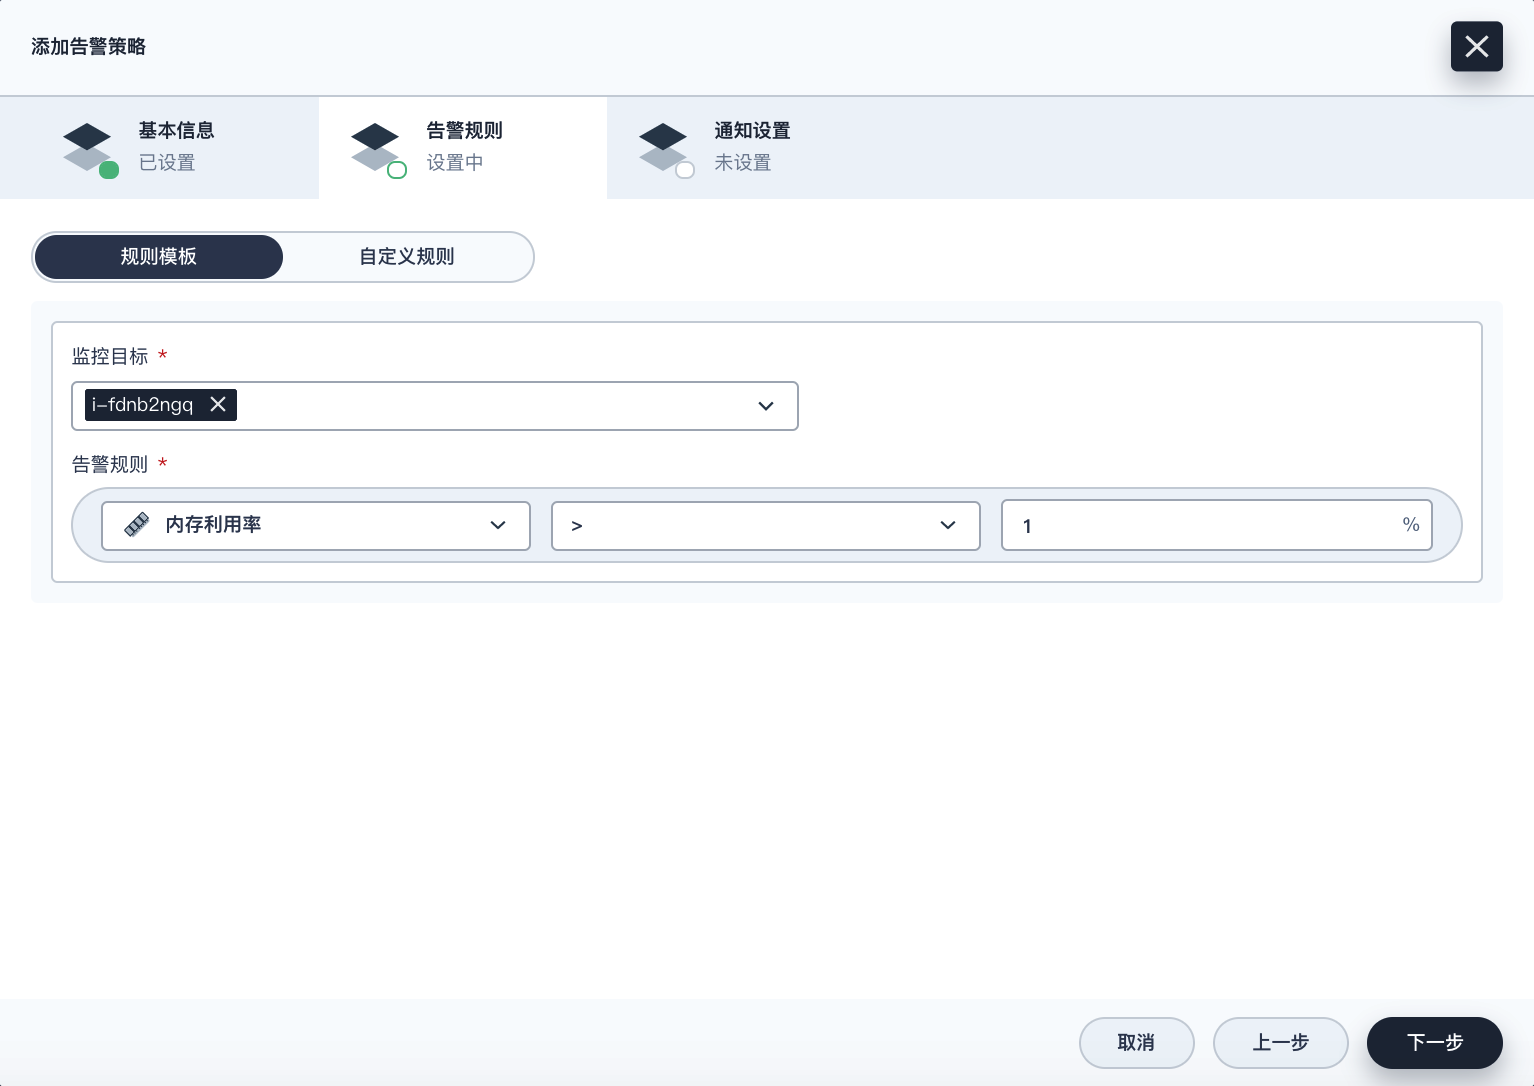 添加告警策略
基本信息
已设置
告警规则
设置中
通知设置
未设置
规则模板
自定义规则
监控目标 *
i-fdnb2ngq
告警规则 *
内存利用率
>
1
%
取消
上一步
下一步